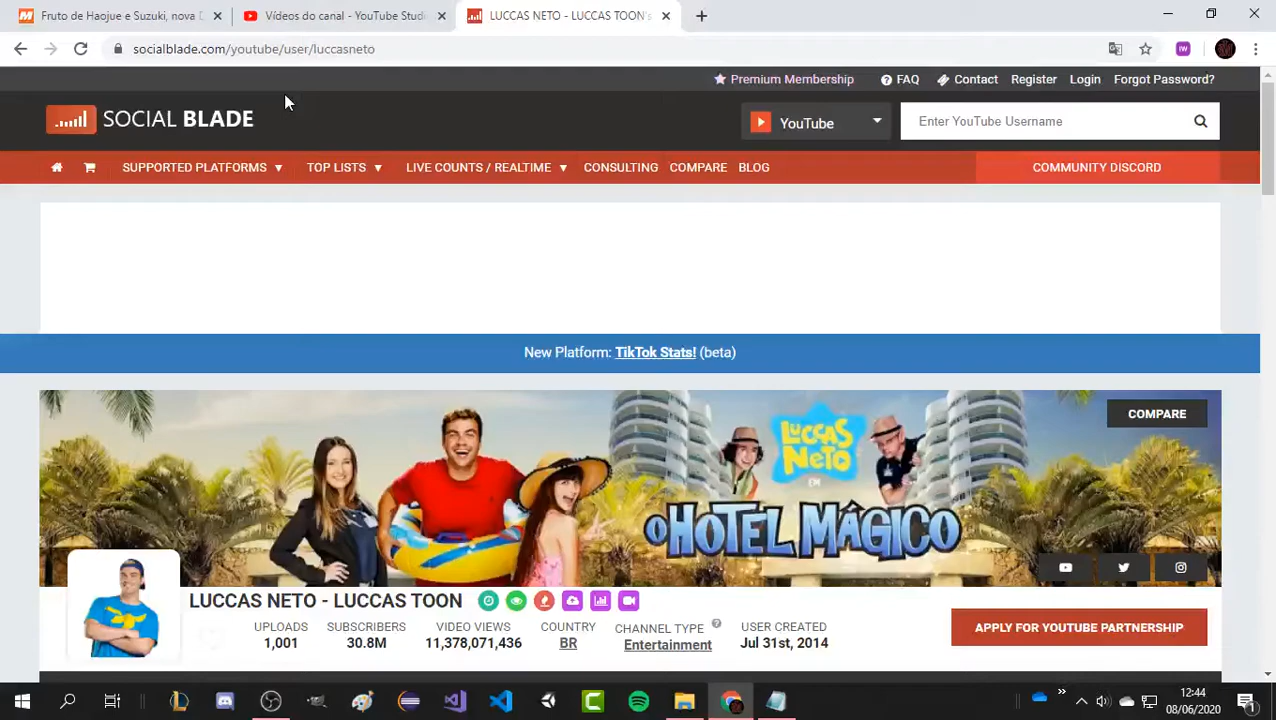 Fruto de Haojue e Suzuki, nova D
Vídeos do canal - YouTube Studi
LUCCAS NETO - LUCCAS TOON's
socialblade.com/youtube/user/luccasneto
Premium Membership
FAQ
Contact
Register
Login
Forgot Password?
SOCIAL BLADE
YouTube
Enter YouTube Username
SUPPORTED PLATFORMS
TOP LISTS
LIVE COUNTS / REALTIME
CONSULTING
COMPARE
BLOG
COMMUNITY DISCORD
New Platform: TikTok Stats! (beta)
COMPARE
LUCCAS
NETO
EM
O HOTEL MÁGICO
LUCCAS NETO - LUCCAS TOON
UPLOADS
1,001
SUBSCRIBERS
30.8M
VIDEO VIEWS
11,378,071,436
COUNTRY
BR
CHANNEL TYPE
Entertainment
USER CREATED
Jul 31st, 2014
APPLY FOR YOUTUBE PARTNERSHIP
12:44
08/06/2020